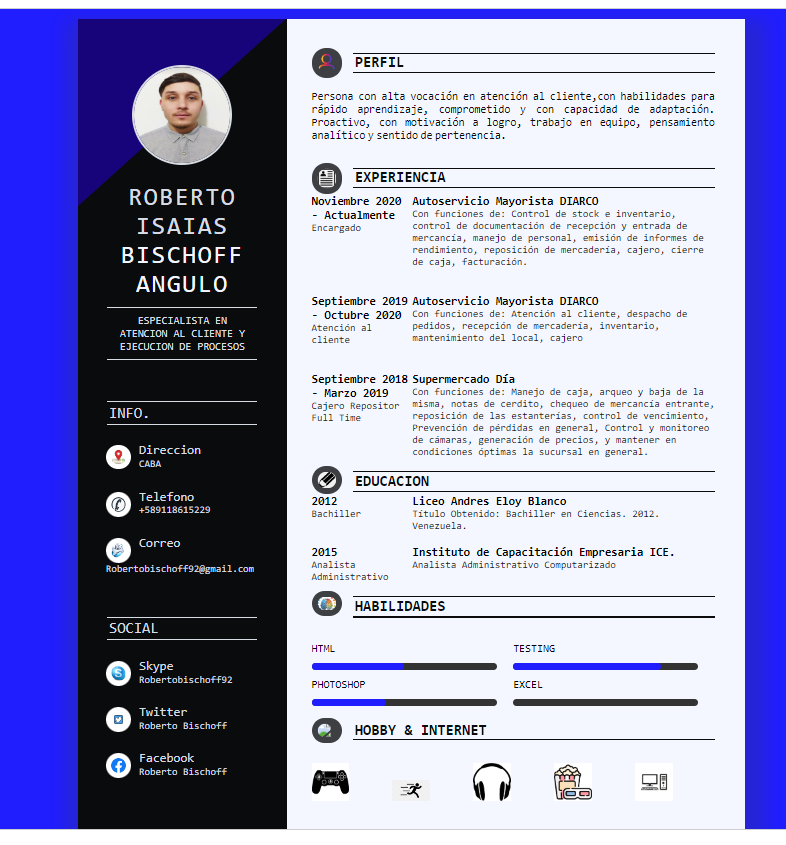 ROBERTO
ISAIAS
BISCHOFF
ANGULO
ESPECIALISTA EN
ATENCION AL CLIENTE Y
EJECUCION DE PROCESOS
INFO.
Direccion
CABA
Telefono
+589118615229
Correo
Robertobischoff92@gmail.com
SOCIAL
Skype
Robertobischoff92
Twitter
Roberto Bischoff
Facebook
Roberto Bischoff
PERFIL
Persona con alta vocación en atención al cliente,con habilidades para
rápido aprendizaje, comprometido y con capacidad de adaptación.
Proactivo, con motivación a logro, trabajo en equipo, pensamiento
analítico y sentido de pertenencia.
EXPERIENCIA
Noviembre 2020
- Actualmente
Encargado
Autoservicio Mayorista DIARCO
Con funciones de: Control de stock e inventario,
control de documentación de recepción y entrada de
mercancía, manejo de personal, emisión de informes de
rendimiento, reposición de mercadería, cajero, cierre
de caja, facturación.
Septiembre 2019
- Octubre 2020
Atención al
cliente
Autoservicio Mayorista DIARCO
Con funciones de: Atención al cliente, despacho de
pedidos, recepción de mercadería, inventario,
mantenimiento del local, cajero
Septiembre 2018
- Marzo 2019
Cajero Repositor
Full Time
Supermercado Día
Con funciones de: Manejo de caja, arqueo y baja de la
misma, notas de cerdito, chequeo de mercancía entrante,
reposición de las estanterías, control de vencimiento,
Prevención de pérdidas en general, Control y monitoreo
de cámaras, generación de precios, y mantener en
condiciones óptimas la sucursal en general.
EDUCACION
2012
Bachiller
Liceo Andres Eloy Blanco
Título Obtenido: Bachiller en Ciencias. 2012.
Venezuela.
2015
Analista
Administrativo
Instituto de Capacitación Empresaria ICE.
Analista Administrativo Computarizado
HABILIDADES
HTML
TESTING
PHOTOSHOP
EXCEL
HOBBY & INTERNET